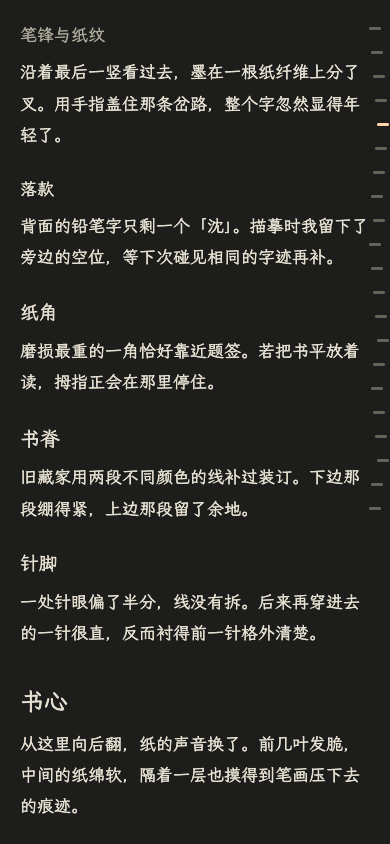 笔锋与纸纹
沿着最后一竖看过去，墨在一根纸纤维上分了
叉。用手指盖住那条岔路，整个字忽然显得年
轻了。
落款
背面的铅笔字只剩一个「沈」。描摹时我留下了
旁边的空位，等下次碰见相同的字迹再补。
纸角
磨损最重的一角恰好靠近题签。若把书平放着
读，拇指正会在那里停住。
书脊
旧藏家用两段不同颜色的线补过装订。下边那
段绷得紧，上边那段留了余地。
针脚
一处针眼偏了半分，线没有拆。后来再穿进去
的一针很直，反而衬得前一针格外清楚。
书心
从这里向后翻，纸的声音换了。前几叶发脆，
中间的纸绵软，隔着一层也摸得到笔画压下去
的痕迹。